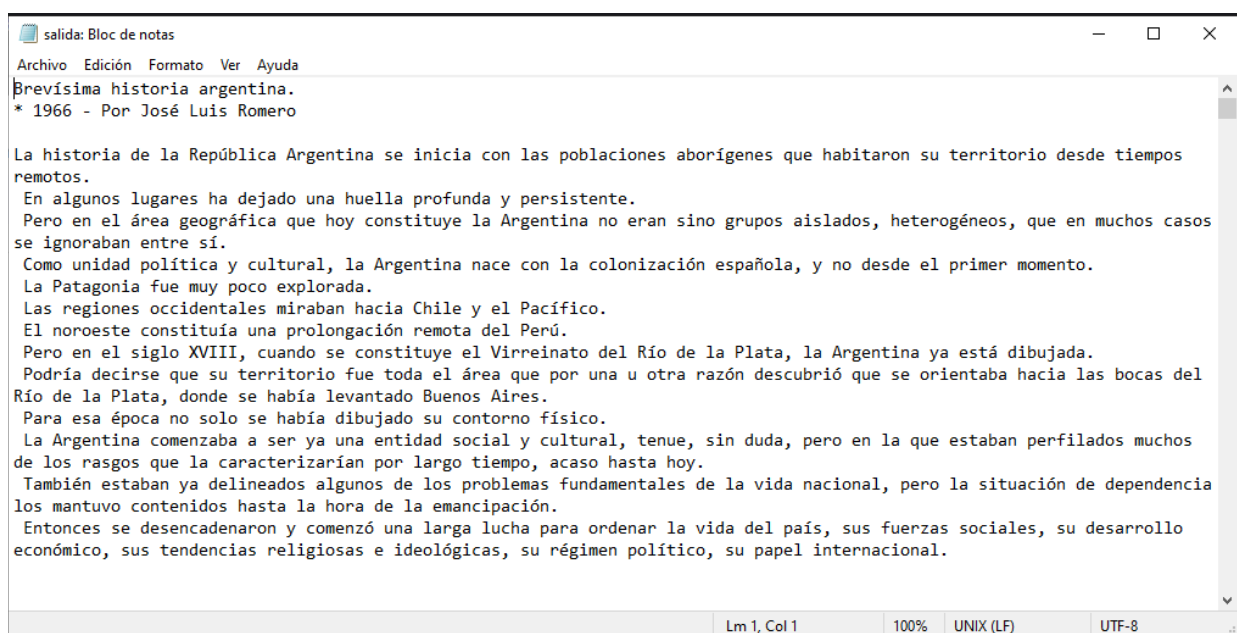 salida: Bloc de notas
Archivo Edición Formato Ver Ayuda
Brevísima historia argentina.
* 1966 - Por José Luis Romero
La historia de la República Argentina se inicia con las poblaciones aborígenes que habitaron su territorio desde tiempos
remotos.
En algunos lugares ha dejado una huella profunda y persistente.
Pero en el área geográfica que hoy constituye la Argentina no eran sino grupos aislados, heterogéneos, que en muchos casos
se ignoraban entre sí.
Como unidad política y cultural, la Argentina nace con la colonización española, y no desde el primer momento.
La Patagonia fue muy poco explorada.
Las regiones occidentales miraban hacia Chile y el Pacífico.
El noroeste constituía una prolongación remota del Perú.
Pero en el siglo XVIII, cuando se constituye el Virreinato del Río de la Plata, la Argentina ya está dibujada.
Podría decirse que su territorio fue toda el área que por una u otra razón descubrió que se orientaba hacia las bocas del
Río de la Plata, donde se había levantado Buenos Aires.
Para esa época no solo se había dibujado su contorno físico.
La Argentina comenzaba a ser ya una entidad social y cultural, tenue, sin duda, pero en la que estaban perfilados muchos
de los rasgos que la caracterizarían por largo tiempo, acaso hasta hoy.
También estaban ya delineados algunos de los problemas fundamentales de la vida nacional, pero la situación de dependencia
los mantuvo contenidos hasta la hora de la emancipación.
Entonces se desencadenaron y comenzó una larga lucha para ordenar la vida del país, sus fuerzas sociales, su desarrollo
económico, sus tendencias religiosas e ideológicas, su régimen político, su papel internacional.
Lm 1, Col 1 100% UNIX (LF) UTF-8